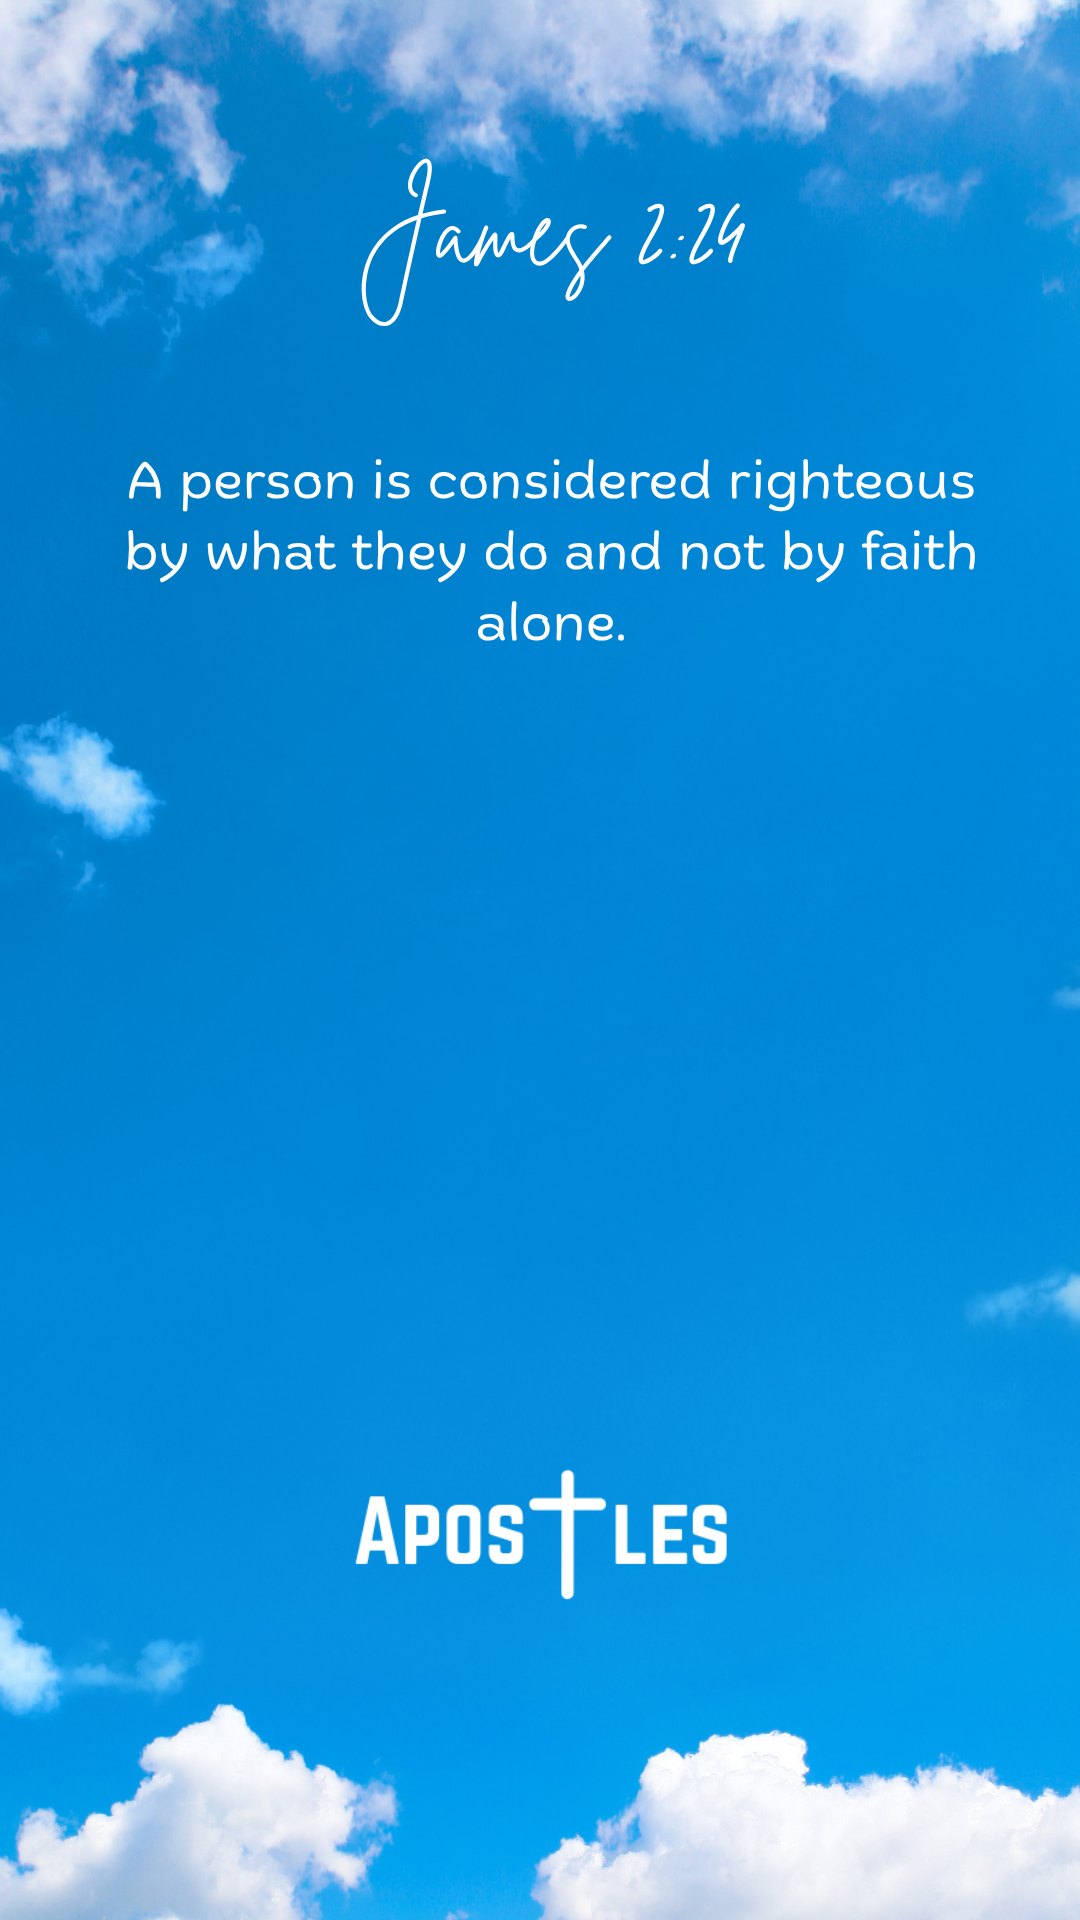 James 2:24
A person is considered righteous
by what they do and not by faith
alone.
APOSTLES